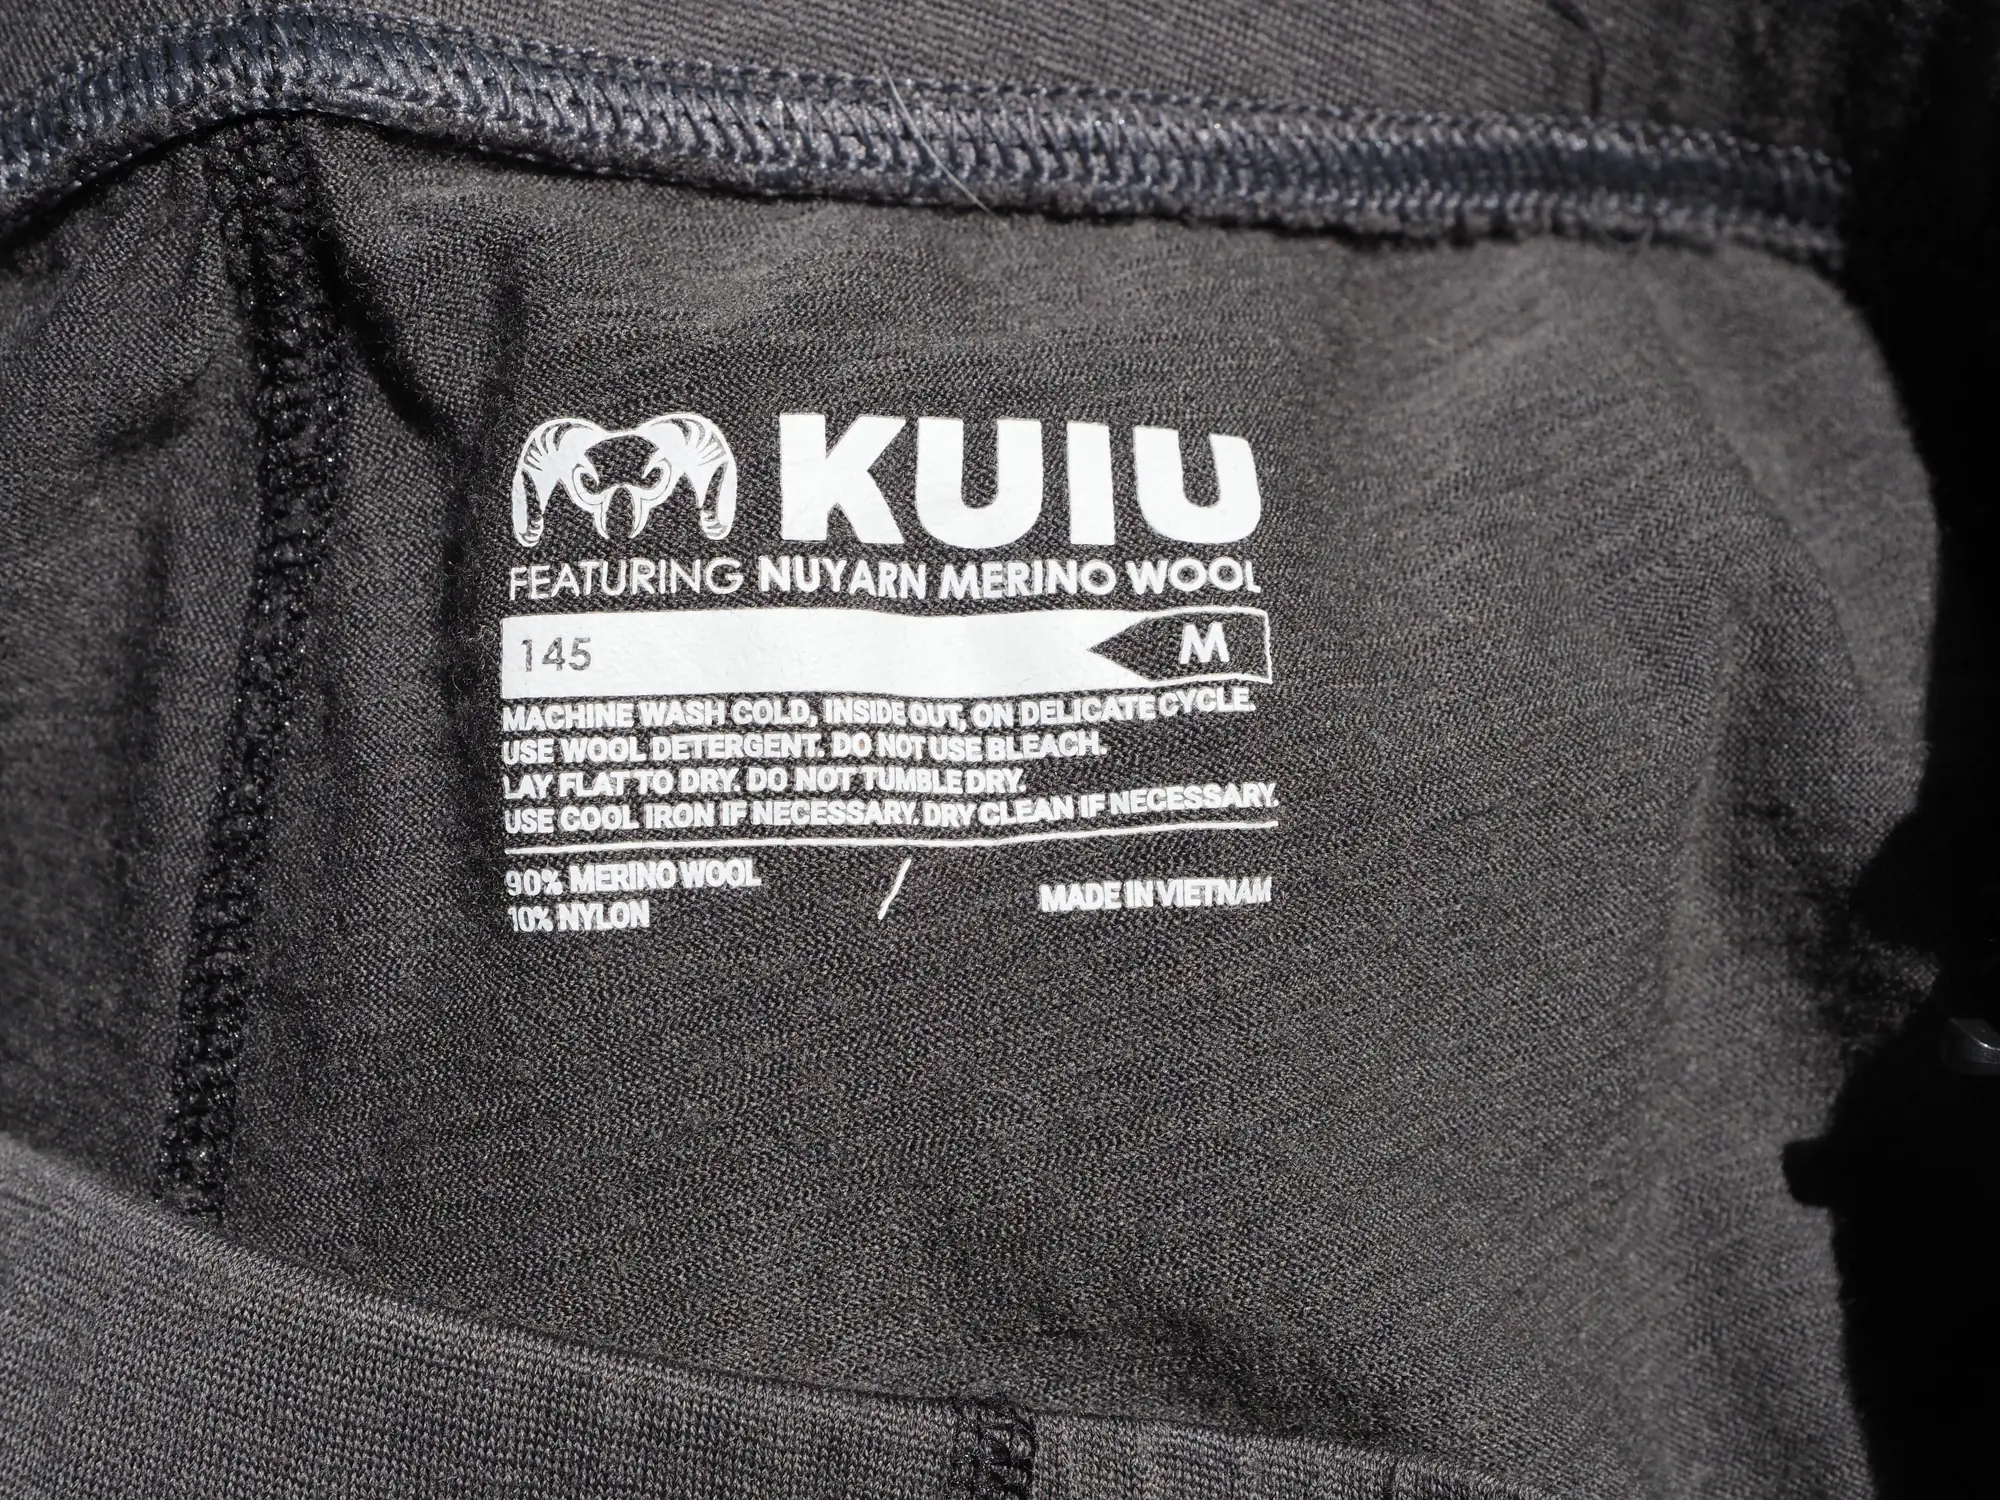 KUIU
FEATURING NUYARN MERINO WOOL
145 M
MACHINE WASH COLD, INSIDE OUT, ON DELICATE CYCLE.
USE WOOL DETERGENT. DO NOT USE BLEACH.
LAY FLAT TO DRY. DO NOT TUMBLE DRY.
USE COOL IRON IF NECESSARY. DRY CLEAN IF NECESSARY.
90% MERINO WOOL / MADE IN VIETNAM
10% NYLON